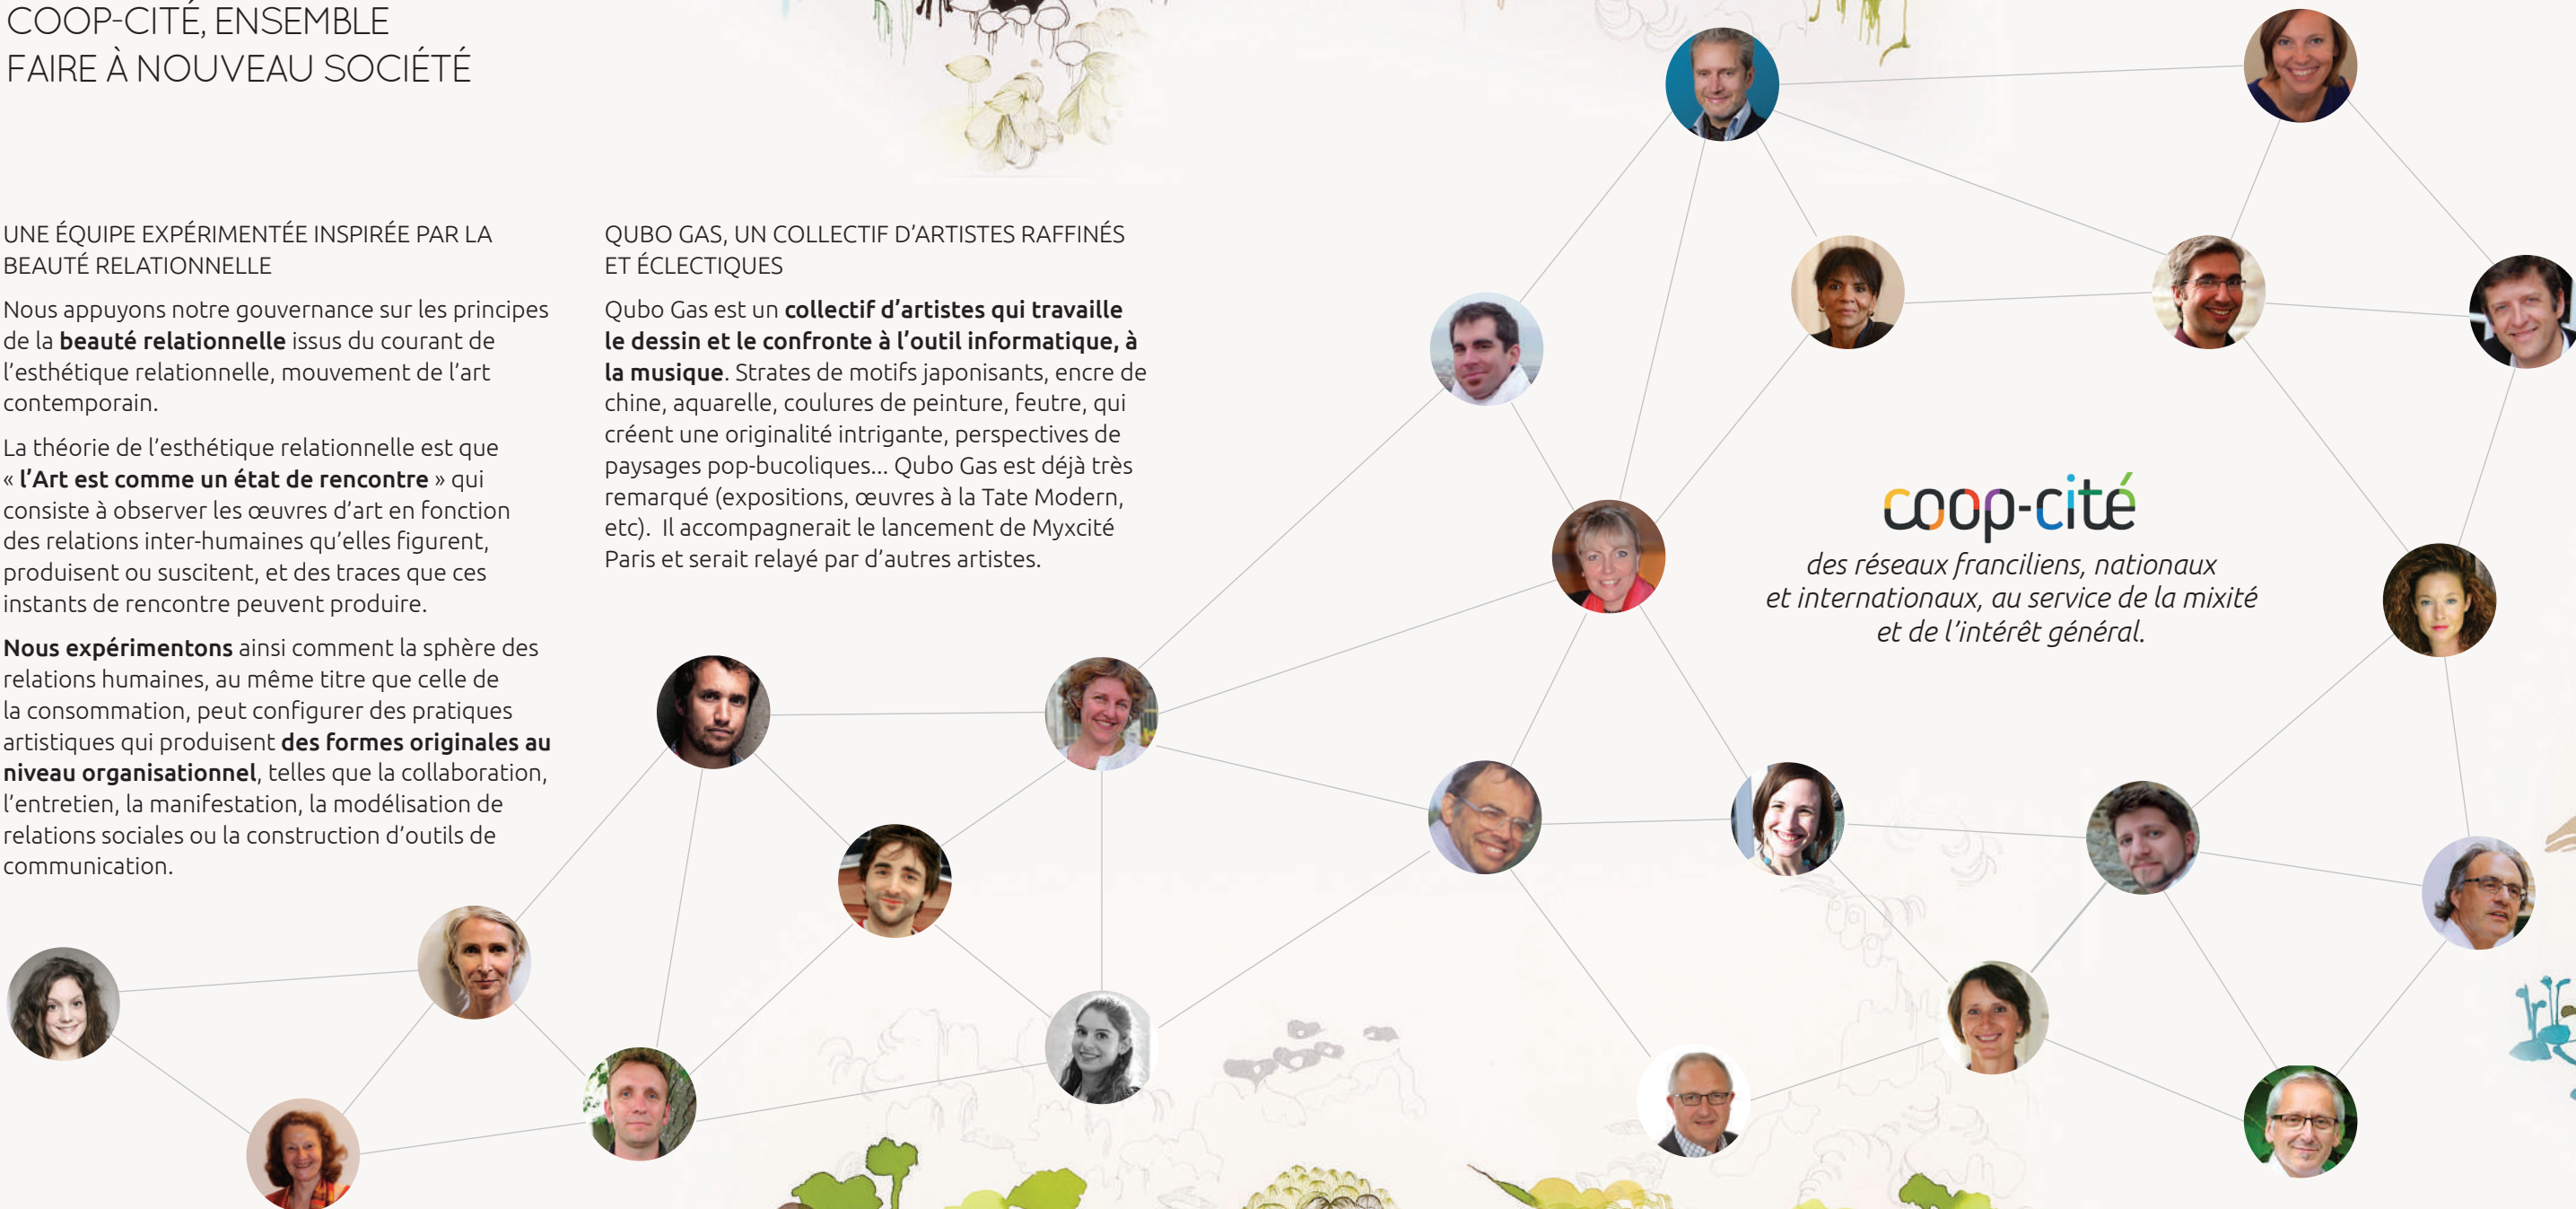 COOP-CITÉ, ENSEMBLE
FAIRE À NOUVEAU SOCIÉTÉ
UNE ÉQUIPE EXPÉRIMENTÉE INSPIRÉE PAR LA
BEAUTÉ RELATIONNELLE
Nous appuyons notre gouvernance sur les principes
de la beauté relationnelle issus du courant de
l’esthétique relationnelle, mouvement de l’art
contemporain.
La théorie de l’esthétique relationnelle est que
« l’Art est comme un état de rencontre » qui
consiste à observer les œuvres d’art en fonction
des relations inter-humaines qu’elles figurent,
produisent ou suscitent, et des traces que ces
instants de rencontre peuvent produire.
Nous expérimentons ainsi comment la sphère des
relations humaines, au même titre que celle de
la consommation, peut configurer des pratiques
artistiques qui produisent des formes originales au
niveau organisationnel, telles que la collaboration,
l’entretien, la manifestation, la modélisation de
relations sociales ou la construction d’outils de
communication.
QUBO GAS, UN COLLECTIF D’ARTISTES RAFFINÉS
ET ÉCLECTIQUES
Qubo Gas est un collectif d’artistes qui travaille
le dessin et le confronte à l’outil informatique, à
la musique. Strates de motifs japonisants, encre de
chine, aquarelle, coulures de peinture, feutre, qui
créent une originalité intrigante, perspectives de
paysages pop-bucoliques... Qubo Gas est déjà très
remarqué (expositions, œuvres à la Tate Modern,
etc). Il accompagnerait le lancement de Myxcité
Paris et serait relayé par d’autres artistes.
coop-cité
des réseaux franciliens, nationaux
et internationaux, au service de la mixité
et de l’intérêt général.